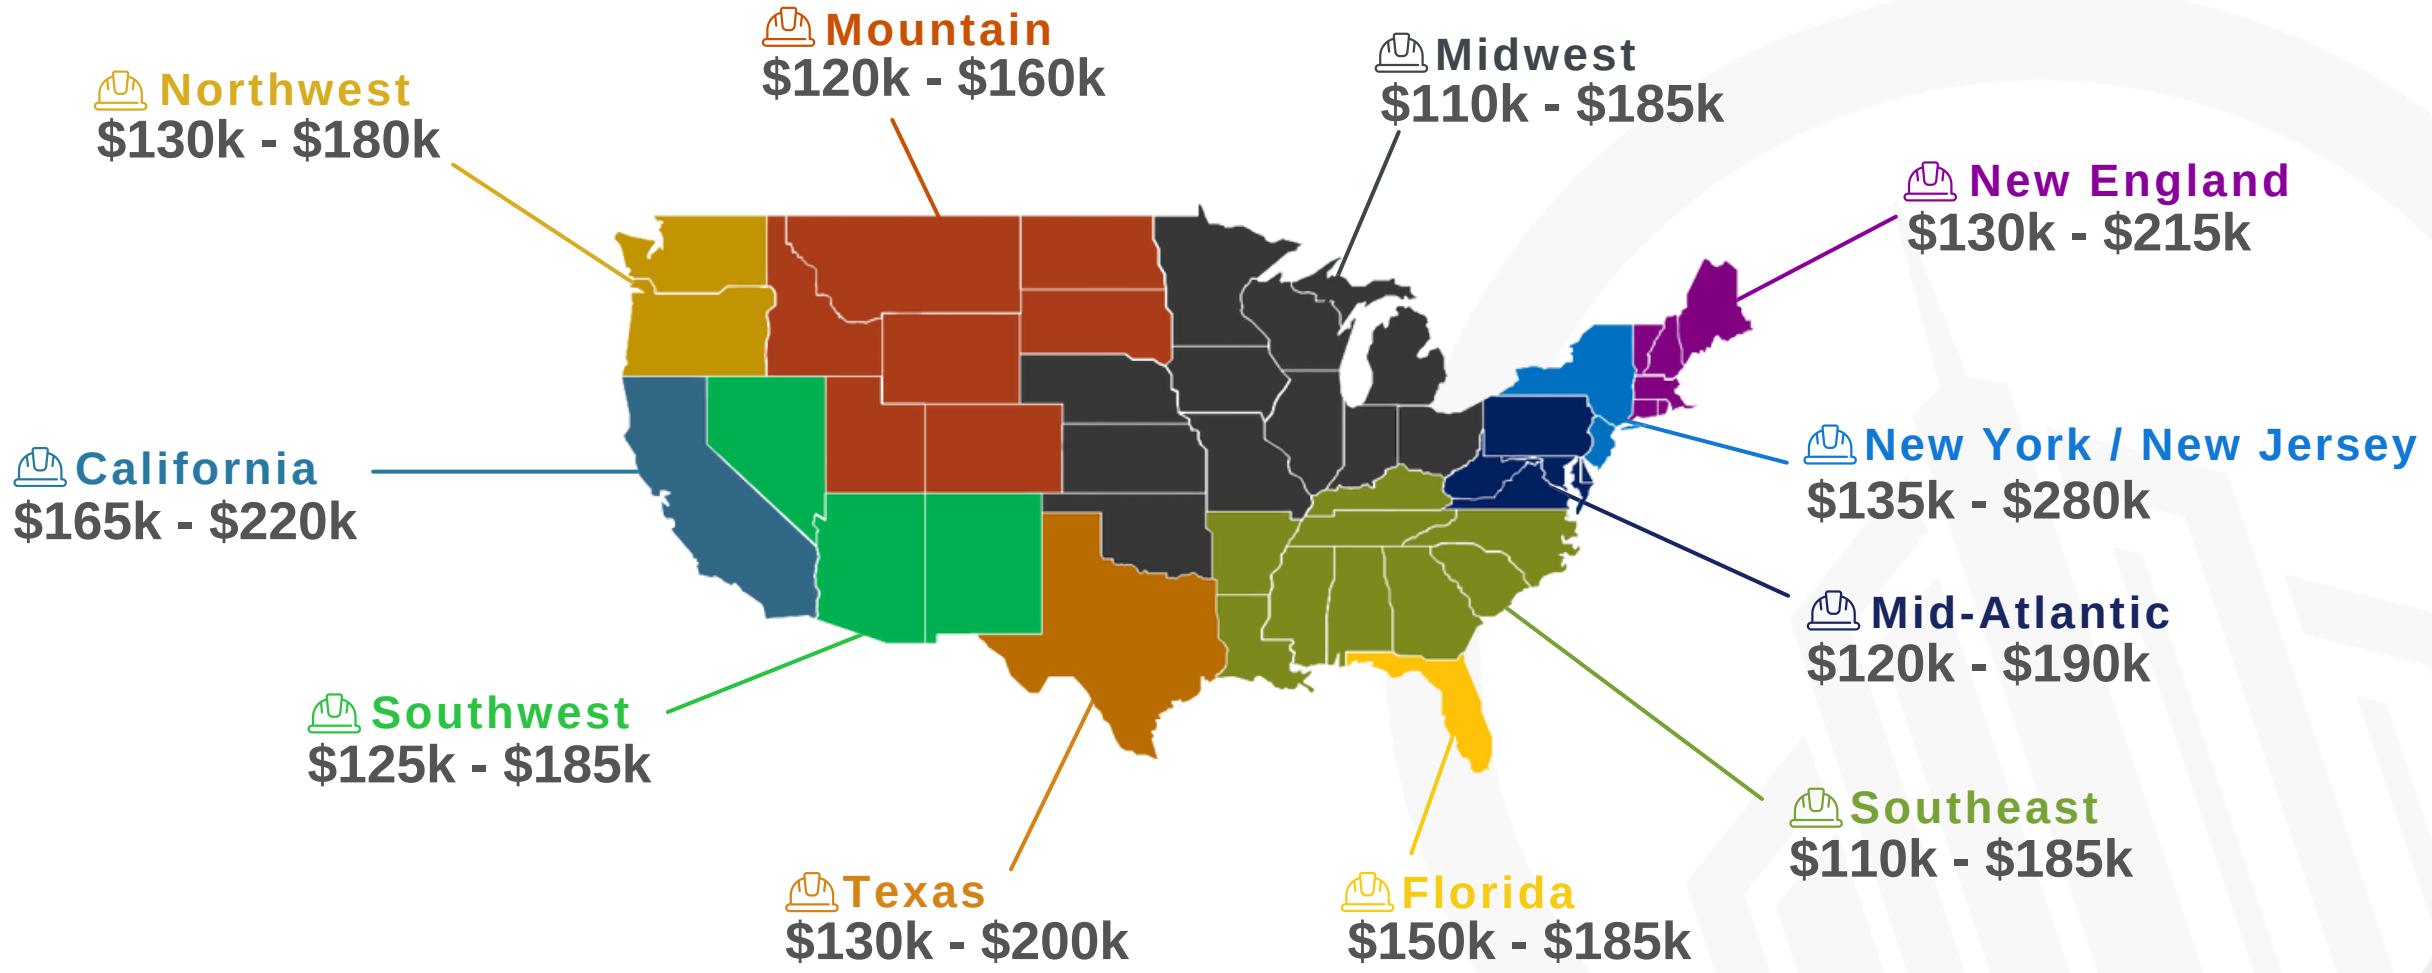 Mountain
$120k - $160k
Midwest
$110k - $185k
Northwest
$130k - $180k
New England
$130k - $215k
California
$165k - $220k
New York / New Jersey
$135k - $280k
Mid-Atlantic
$120k - $190k
Southwest
$125k - $185k
Southeast
$110k - $185k
Texas
$130k - $200k
Florida
$150k - $185k